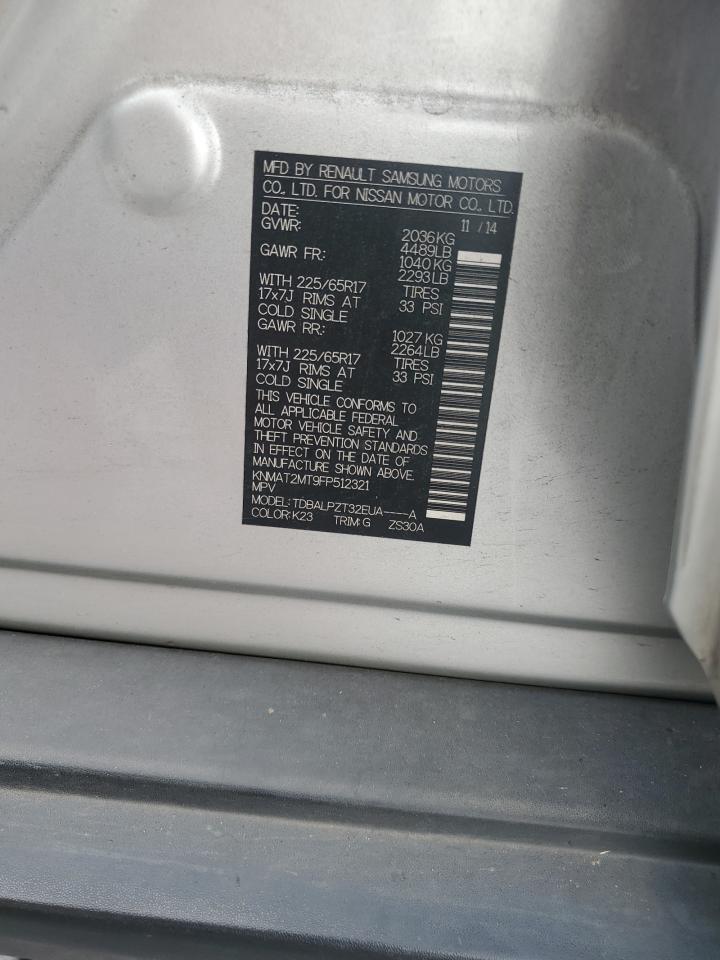 MFD BY RENAULT SAMSUNG MOTORS
CO., LTD. FOR NISSAN MOTOR CO., LTD.
DATE: 11 / 14
GVWR: 2036KG
4489LB
GAWR FR: 1040 KG
2293LB
WITH 225/65R17 TIRES
17x7J RIMS AT 33 PSI
COLD SINGLE
GAWR RR: 1027 KG
2264LB
WITH 225/65R17 TIRES
17x7J RIMS AT 33 PSI
COLD SINGLE
THIS VEHICLE CONFORMS TO
ALL APPLICABLE FEDERAL
MOTOR VEHICLE SAFETY AND
THEFT PREVENTION STANDARDS
IN EFFECT ON THE DATE OF
MANUFACTURE SHOWN ABOVE.
KNMAT2MT9FP512321
MPV
MODEL: TDBALPZT32EUA----A
COLOR: K23 TRIM: G ZS30A